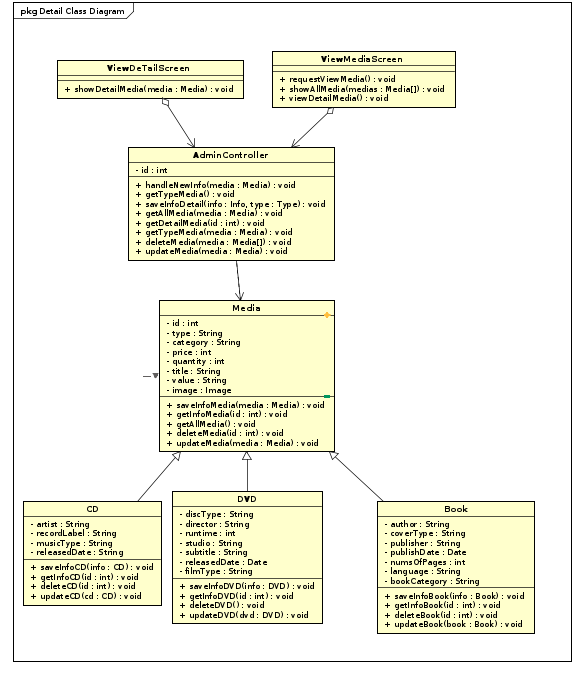 pkg Detail Class Diagram
ViewDeTailScreen
+ showDetailMedia(media : Media) : void
ViewMediaScreen
+ requestViewMedia() : void
+ showAllMedia(medias : Media[]) : void
+ viewDetailMedia() : void
AdminController
- id : int
+ handleNewInfo(media : Media) : void
+ getTypeMedia() : void
+ saveInfoDetail(info : Info, type : Type) : void
+ getAllMedia(media : Media) : void
+ getDetailMedia(id : int) : void
+ getTypeMedia(media : Media) : void
+ deleteMedia(media : Media[]) : void
+ updateMedia(media : Media) : void
Media
- id : int
- type : String
- category : String
- price : int
- quantity : int
- title : String
- value : String
- image : Image
+ saveInfoMedia(media : Media) : void
+ getInfoMedia(id : int) : void
+ getAllMedia() : void
+ deleteMedia(id : int) : void
+ updateMedia(media : Media) : void
CD
- artist : String
- recordLabel : String
- musicType : String
- releasedDate : String
+ saveInfoCD(info : CD) : void
+ getInfoCD(id : int) : void
+ deleteCD(id : int) : void
+ updateCD(cd : CD) : void
DVD
- discType : String
- director : String
- runtime : int
- studio : String
- subtitle : String
- releasedDate : Date
- filmType : String
+ saveInfoDVD(info : DVD) : void
+ getInfoDVD(id : int) : void
+ deleteDVD() : void
+ updateDVD(dvd : DVD) : void
Book
- author : String
- coverType : String
- publisher : String
- publishDate : Date
- numsOfPages : int
- language : String
- bookCategory : String
+ saveInfoBook(info : Book) : void
+ getInfoBook(id : int) : void
+ deleteBook(id : int) : void
+ updateBook(book : Book) : void